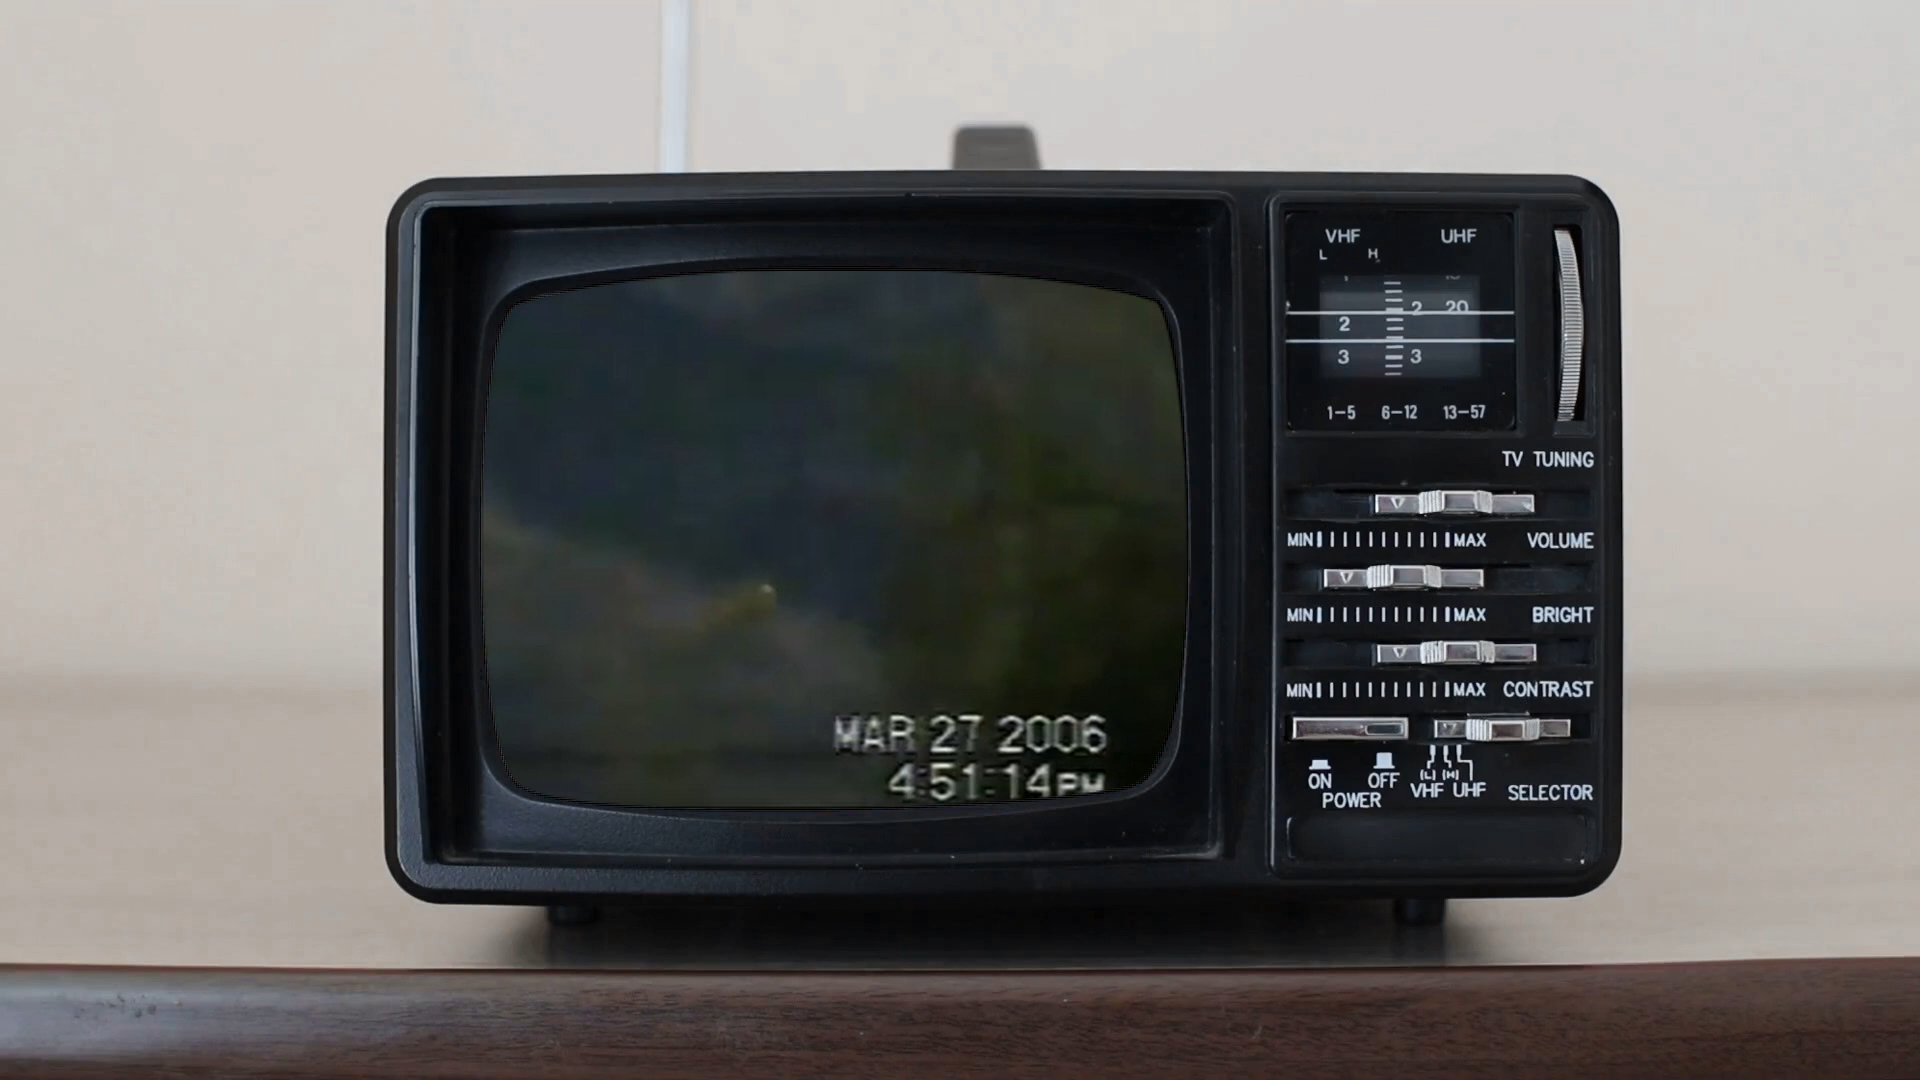 VHF UHF
L H
2 20
2
3 3
1-5 6-12 13-57
TV TUNING
MIN MAX VOLUME
MIN MAX BRIGHT
MIN MAX CONTRAST
ON OFF
POWER
(L) (H)
VHF UHF
SELECTOR
MAR 27 2006
4:51:14PM